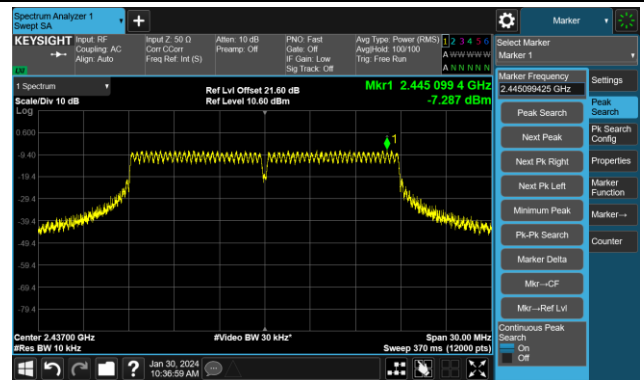 Spectrum Analyzer 1
Swept SA
Marker
KEYSIGHT
Input: RF
Coupling: AC
Align: Auto
Input Z: 50 Ω
Corr CCorr
Freq Ref: Int (S)
Atten: 10 dB
Preamp: Off
PNO: Fast
Gate: Off
IF Gain: Low
Sig Track: Off
Avg Type: Power (RMS)
Avg|Hold: 100/100
Trig: Free Run
1 2 3 4 5 6
A W W W W W
A N N N N N
LW
Select Marker
Marker 1
1 Spectrum
Scale/Div 10 dB
Log
Ref Lvl Offset 21.60 dB
Ref Level 10.60 dBm
Mkr1 2.445 099 4 GHz
-7.287 dBm
0.600
-9.40
-19.4
-29.4
-39.4
-49.4
-59.4
-69.4
-79.4
1
Center 2.43700 GHz
#Res BW 10 kHz
#Video BW 30 kHz*
Span 30.00 MHz
Sweep 370 ms (12000 pts)
Marker Frequency
2.445099425 GHz
Peak Search
Next Peak
Next Pk Right
Next Pk Left
Minimum Peak
Pk-Pk Search
Marker Delta
Mkr→CF
Mkr→Ref Lvl
Continuous Peak
Search
On
Off
Settings
Peak
Search
Pk Search
Config
Properties
Marker
Function
Marker→
Counter
?
Jan 30, 2024
10:36:59 AM